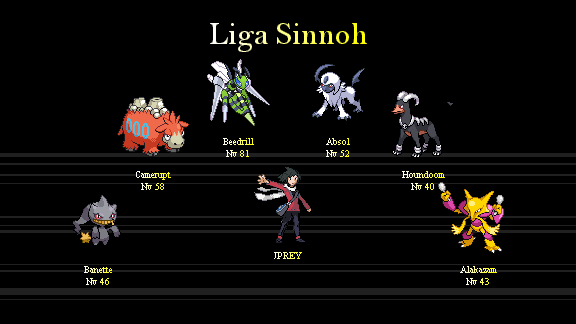 Liga Sinnoh
Beedrill
Nv 81
Absol
Nv 52
Camerupt
Nv 58
Houndoom
Nv 40
JPREY
Banette
Nv 46
Alakazam
Nv 43